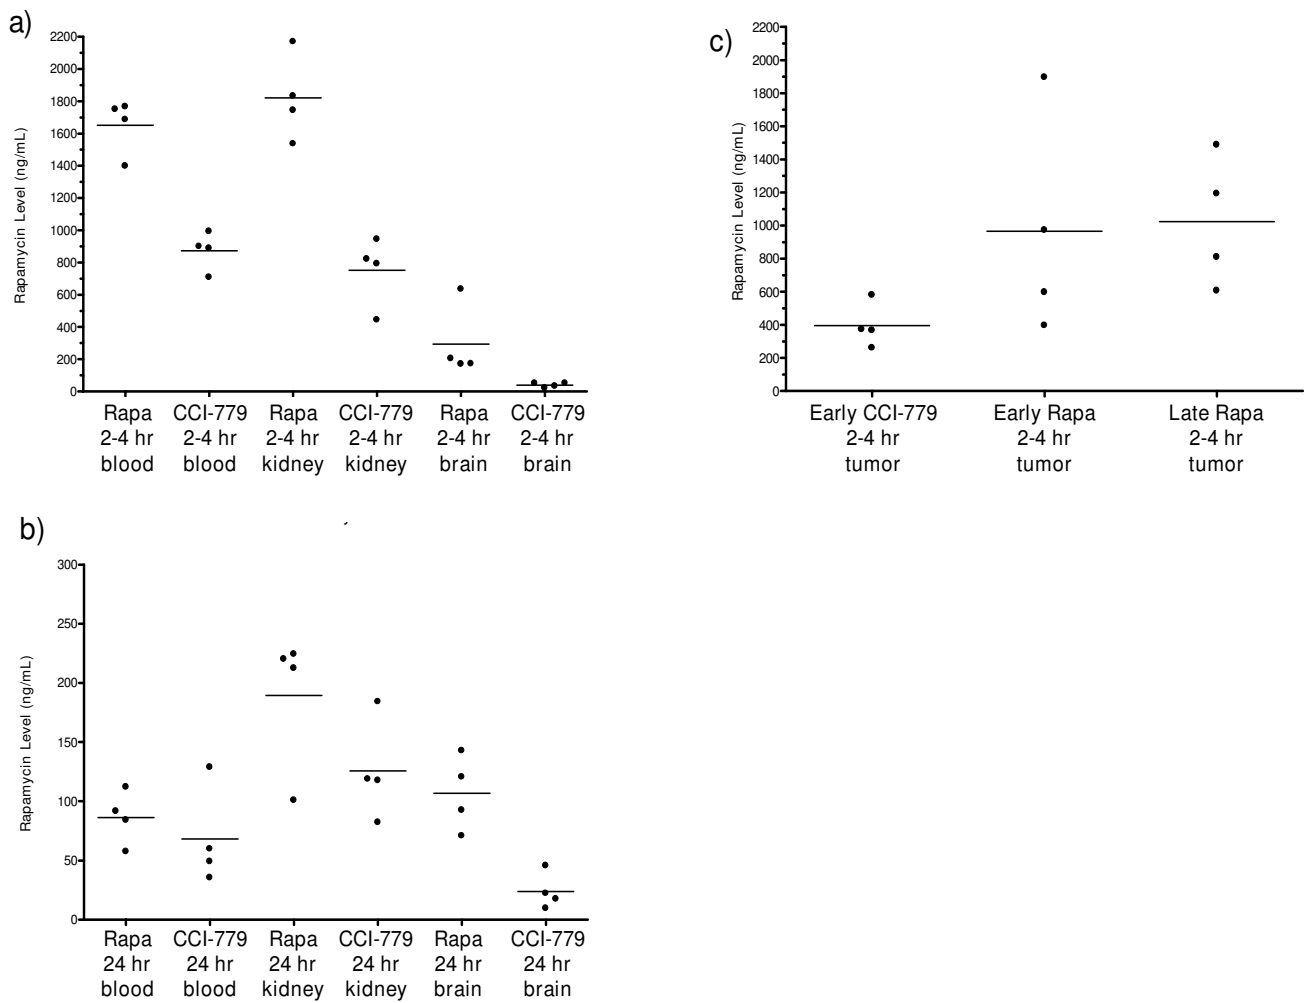 a)
Rapamycin Level (ng/mL)
2200
2000
1800
1600
1400
1200
1000
800
600
400
200
0
Rapa CCI-779 Rapa CCI-779 Rapa CCI-779
2-4 hr 2-4 hr 2-4 hr 2-4 hr 2-4 hr 2-4 hr
blood blood kidney kidney brain brain
c)
Rapamycin Level (ng/mL)
2200
2000
1800
1600
1400
1200
1000
800
600
400
200
0
Early CCI-779 Early Rapa Late Rapa
2-4 hr 2-4 hr 2-4 hr
tumor tumor tumor
b)
Rapamycin Level (ng/mL)
300
250
200
150
100
50
0
Rapa CCI-779 Rapa CCI-779 Rapa CCI-779
24 hr 24 hr 24 hr 24 hr 24 hr 24 hr
blood blood kidney kidney brain brain